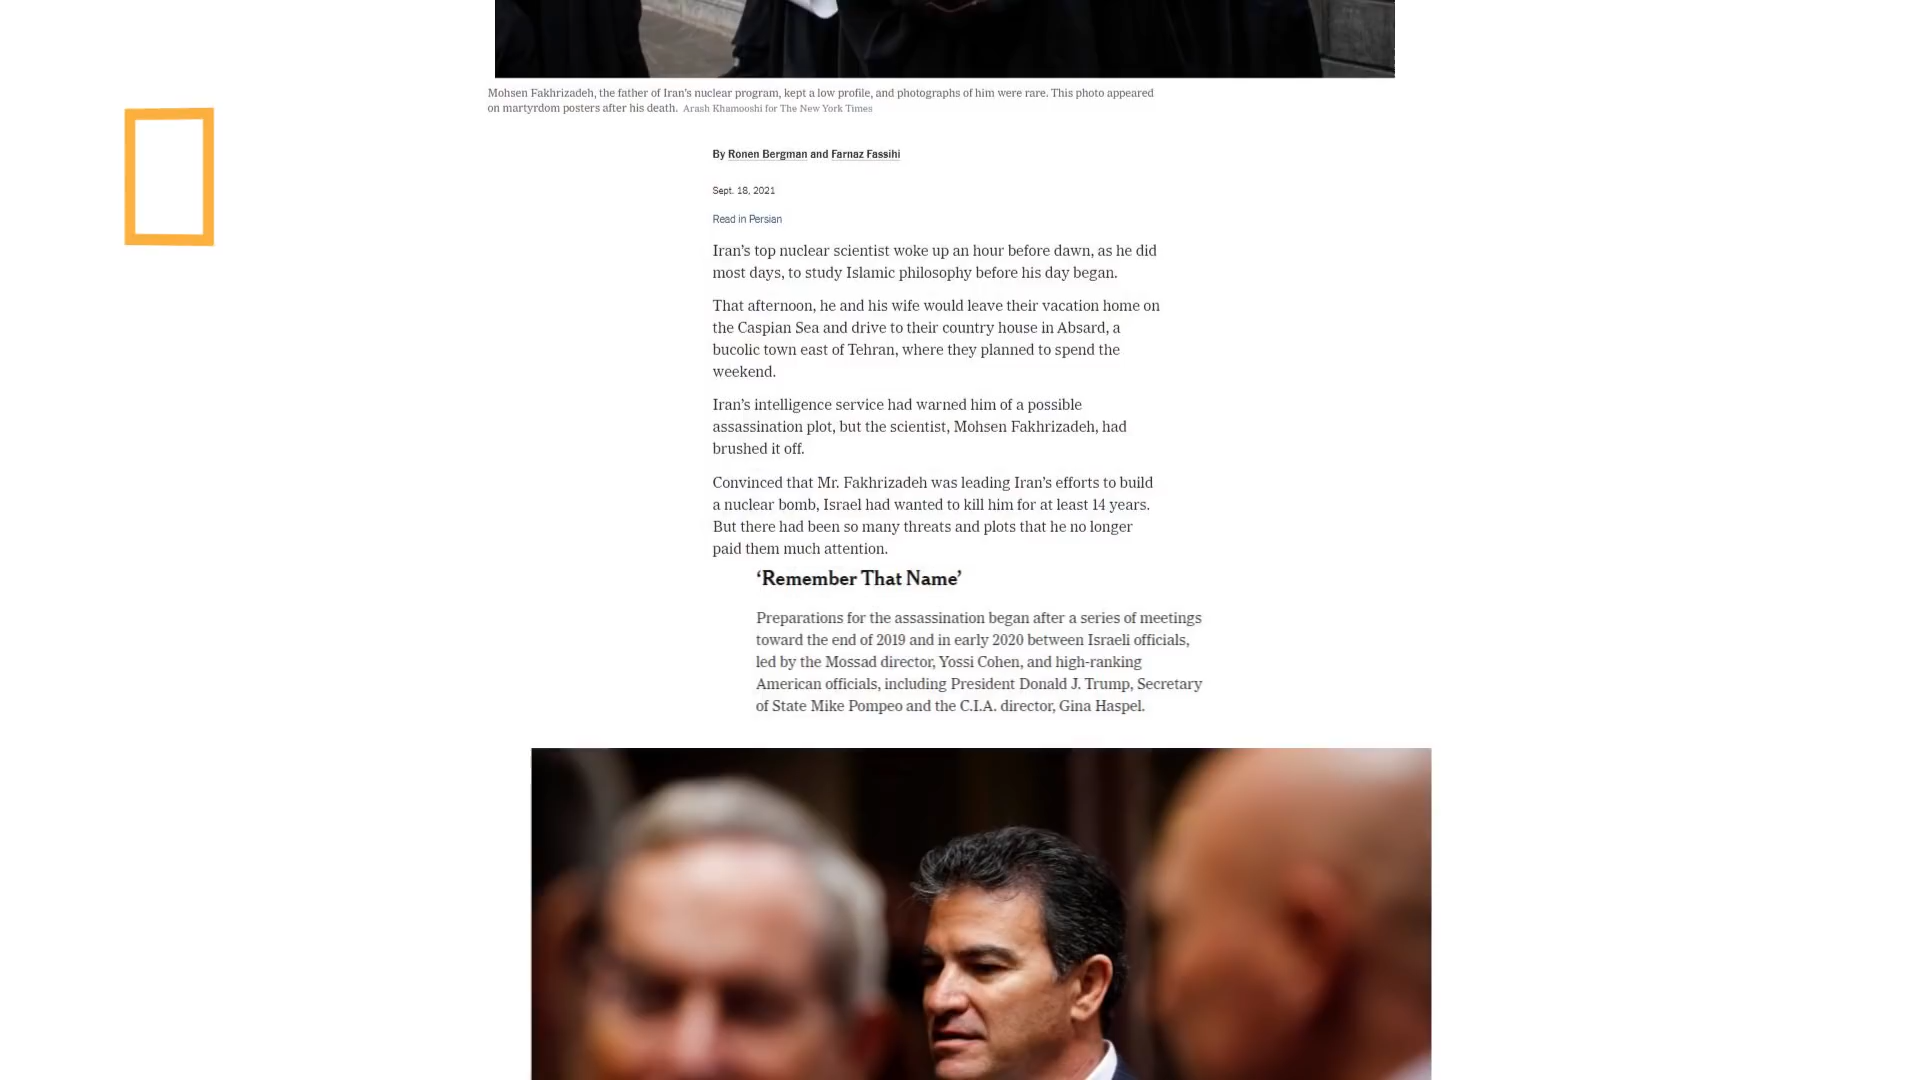 Mohsen Fakhrizadeh, the father of Iran's nuclear program, kept a low profile, and photographs of him were rare. This photo appeared
on martyrdom posters after his death. Arash Khamooshi for The New York Times
By Ronen Bergman and Farnaz Fassihi
Sept. 18, 2021
Read in Persian
Iran's top nuclear scientist woke up an hour before dawn, as he did
most days, to study Islamic philosophy before his day began.
That afternoon, he and his wife would leave their vacation home on
the Caspian Sea and drive to their country house in Absard, a
bucolic town east of Tehran, where they planned to spend the
weekend.
Iran's intelligence service had warned him of a possible
assassination plot, but the scientist, Mohsen Fakhrizadeh, had
brushed it off.
Convinced that Mr. Fakhrizadeh was leading Iran's efforts to build
a nuclear bomb, Israel had wanted to kill him for at least 14 years.
But there had been so many threats and plots that he no longer
paid them much attention.
‘Remember That Name’
Preparations for the assassination began after a series of meetings
toward the end of 2019 and in early 2020 between Israeli officials,
led by the Mossad director, Yossi Cohen, and high-ranking
American officials, including President Donald J. Trump, Secretary
of State Mike Pompeo and the C.I.A. director, Gina Haspel.